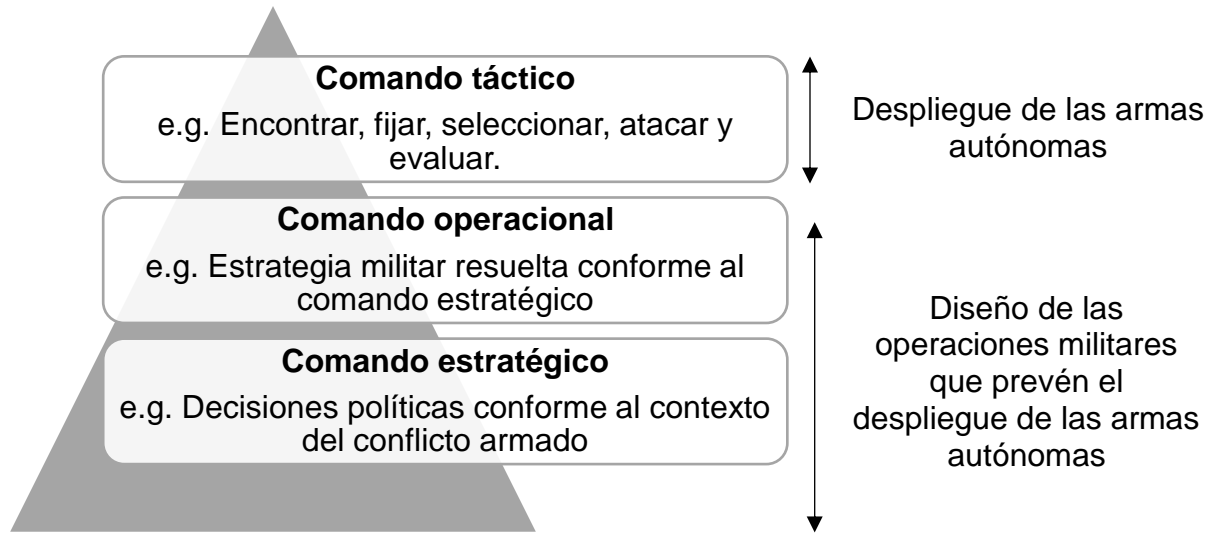 Comando táctico
e.g. Encontrar, fijar, seleccionar, atacar y
evaluar.
Despliegue de las armas
autónomas
Comando operacional
e.g. Estrategia militar resuelta conforme al
comando estratégico
Comando estratégico
e.g. Decisiones políticas conforme al contexto
del conflicto armado
Diseño de las
operaciones militares
que prevén el
despliegue de las armas
autónomas